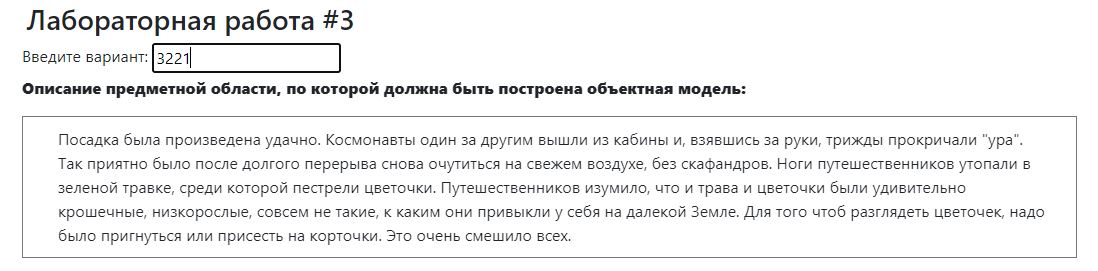 Лабораторная работа #3
Введите вариант: 3221
Описание предметной области, по которой должна быть построена объектная модель:
Посадка была произведена удачно. Космонавты один за другим вышли из кабины и, взявшись за руки, трижды прокричали "ура".
Так приятно было после долгого перерыва снова очутиться на свежем воздухе, без скафандров. Ноги путешественников утопали в
зеленой травке, среди которой пестрели цветочки. Путешественников изумило, что и трава и цветочки были удивительно
крошечные, низкорослые, совсем не такие, к каким они привыкли у себя на далекой Земле. Для того чтоб разглядеть цветочек, надо
было пригнуться или присесть на корточки. Это очень смешило всех.